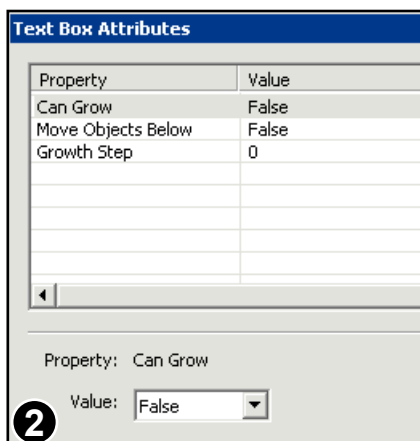 Text Box Attributes
Property Value
Can Grow False
Move Objects Below False
Growth Step 0
Property: Can Grow
Value: False
2